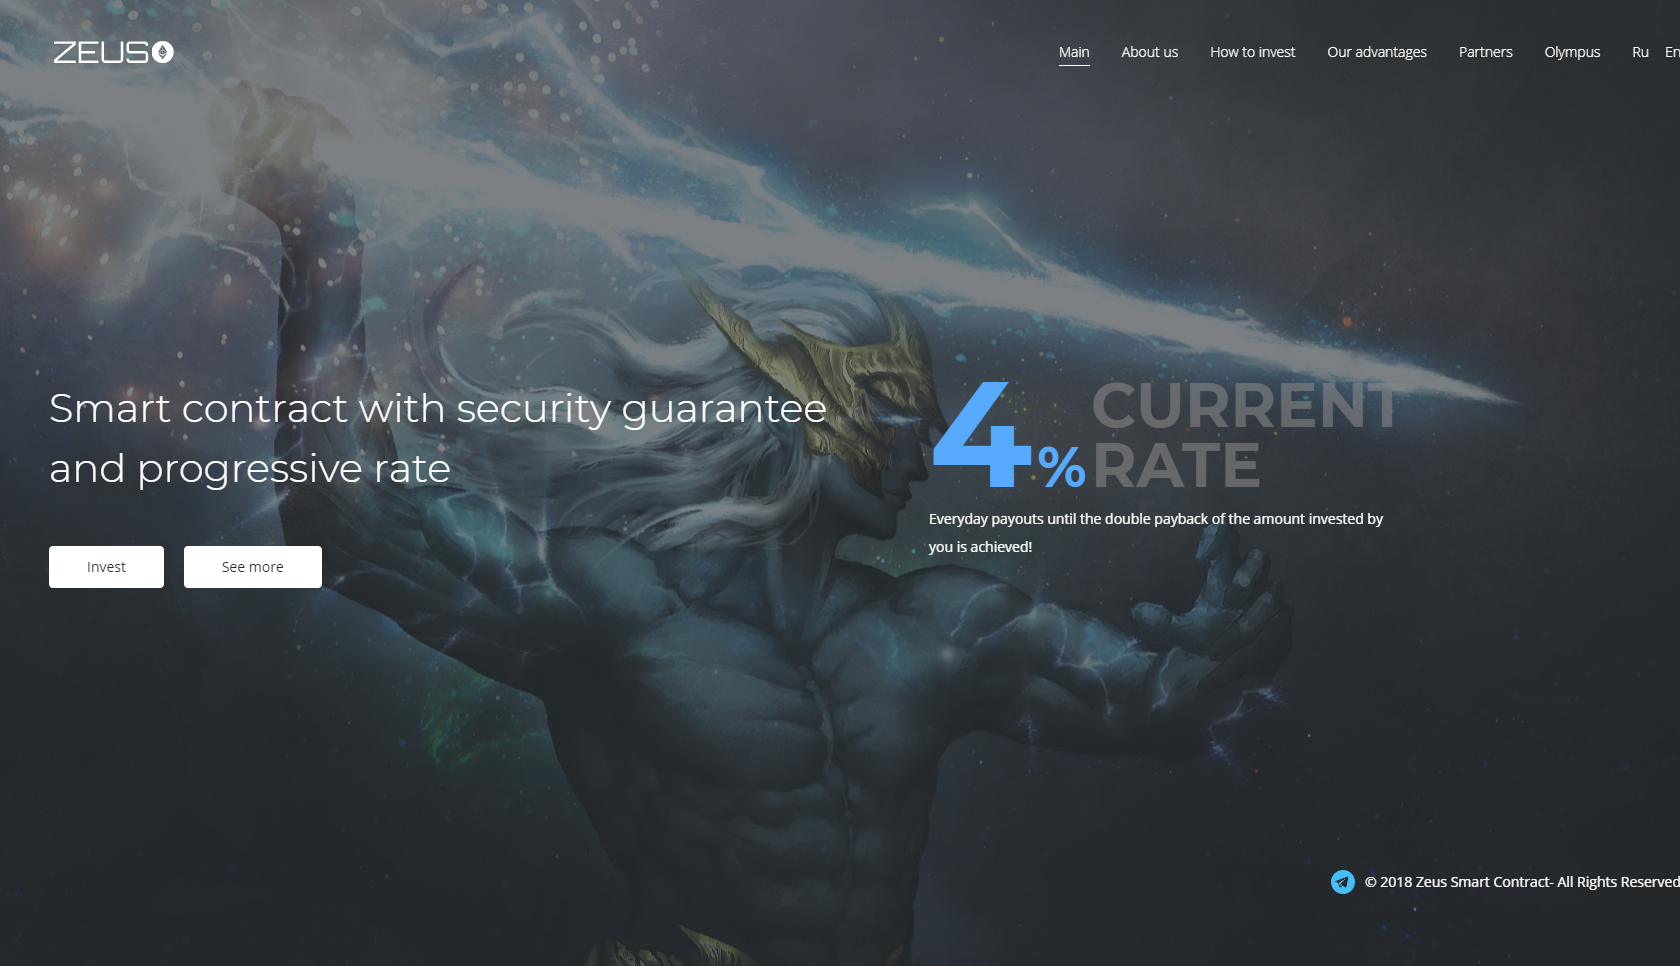 ZEUS
Main About us How to invest Our advantages Partners Olympus Ru En
Smart contract with security guarantee
and progressive rate
Invest See more
4% CURRENT
RATE
Everyday payouts until the double payback of the amount invested by
you is achieved!
© 2018 Zeus Smart Contract- All Rights Reserved